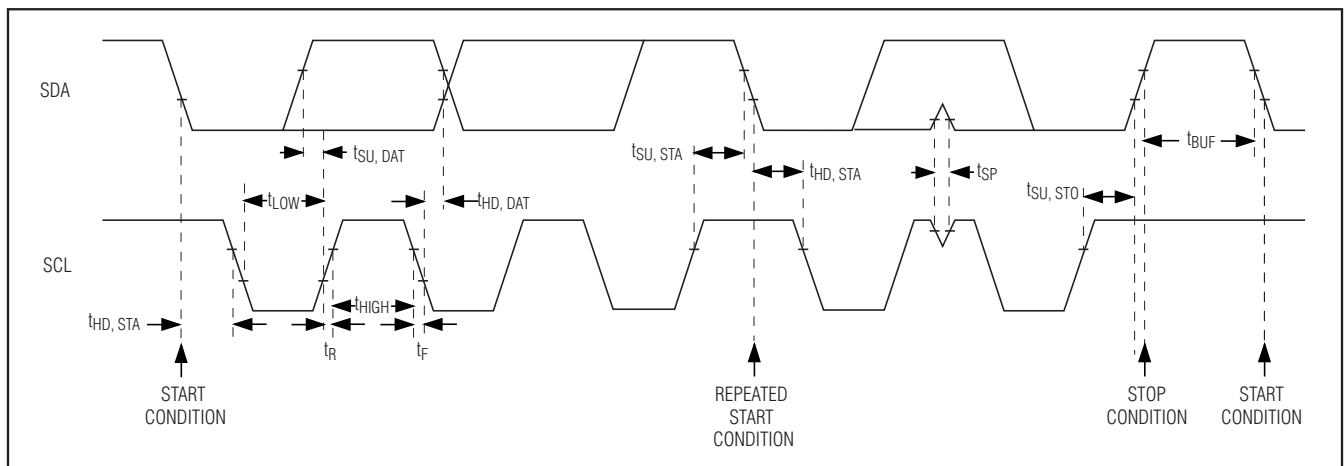 SDA
tSU, DAT
tSU, STA
tHD, STA
tSP
tBUF
tLOW
tHD, DAT
tSU, STO
SCL
tHIGH
tHD, STA
tR
tF
START
CONDITION
REPEATED
START
CONDITION
STOP
CONDITION
START
CONDITION